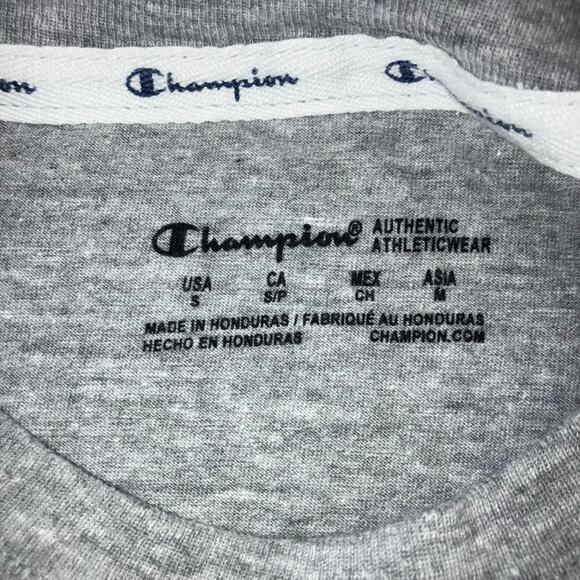 Champion
Champion
Champion® AUTHENTIC ATHLETICWEAR
USA CA MEX ASIA
S S/P CH M
MADE IN HONDURAS / FABRIQUÉ AU HONDURAS
HECHO EN HONDURAS CHAMPION.COM